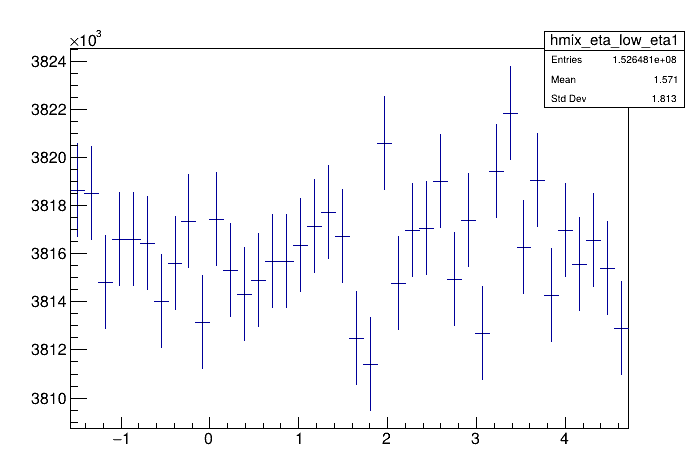 ×10³
hmix_eta_low_eta1
Entries 1.526481e+08
Mean 1.571
Std Dev 1.813
3824
3822
3820
3818
3816
3814
3812
3810
−1 0 1 2 3 4